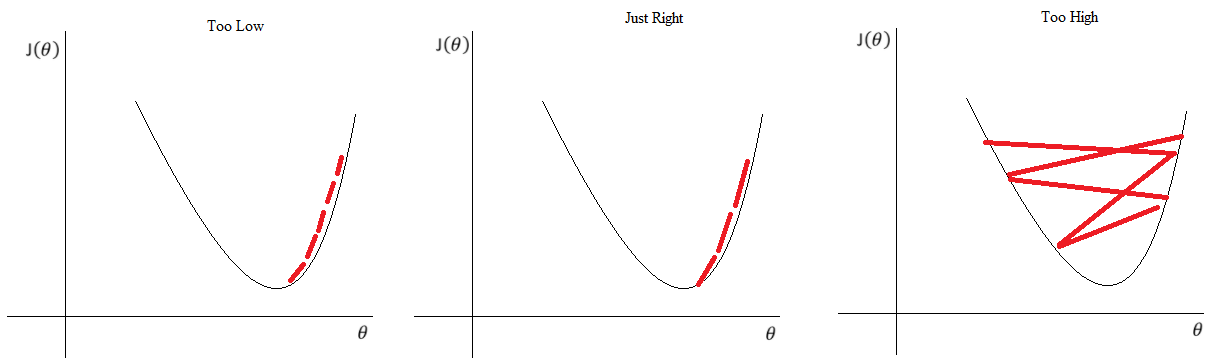 Too Low
J(θ)
θ
Just Right
J(θ)
θ
Too High
J(θ)
θ